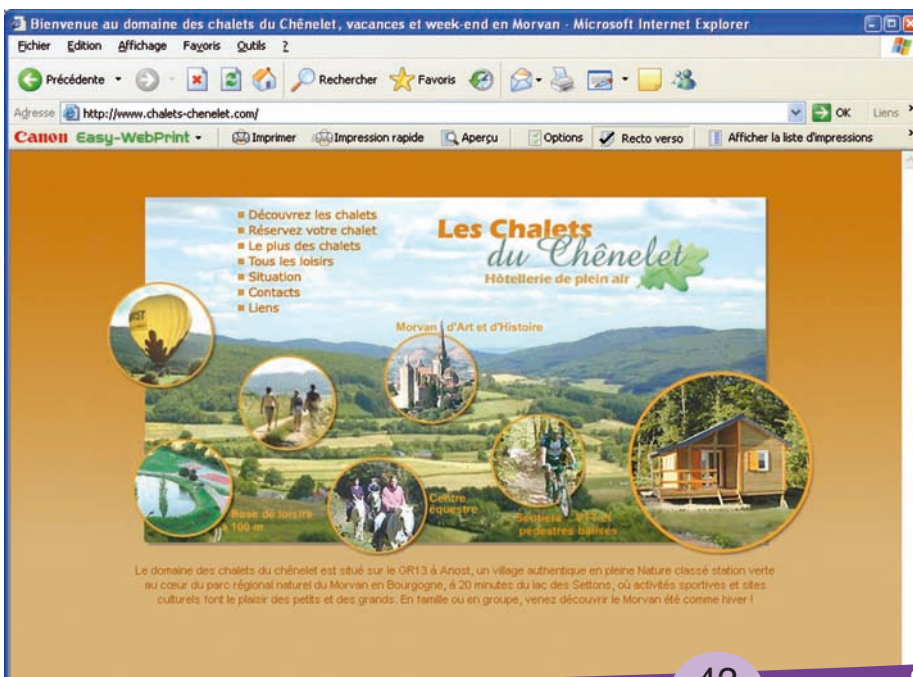 Bienvenue au domaine des chalets du Chênelet, vacances et week-end en Morvan - Microsoft Internet Explorer
Fichier Edition Affichage Favoris Outils ?
Précédente Rechercher Favoris
Adresse http://www.chalets-chenelet.com/ OK Liens
Canon Easy-WebPrint Imprimer Impression rapide Aperçu Options Recto verso Afficher la liste d'impressions
Découvrez les chalets
Réservez votre chalet
Le plus des chalets
Tous les loisirs
Situation
Contacts
Liens
Les Chalets
du Chênelet
Hôtellerie de plein air
Morvan d'Art et d'Histoire
Base de loisirs
à 100 m
Centre
équestre
Sentiers VTT et
pédestres balisés
Le domaine des chalets du chênelet est situé sur le GR13 à Anost, un village authentique en pleine Nature classé station verte
au cœur du parc régional naturel du Morvan en Bourgogne, à 20 minutes du lac des Settons, où activités sportives et sites
culturels font le plaisir des petits et des grands. En famille ou en groupe, venez découvrir le Morvan été comme hiver !